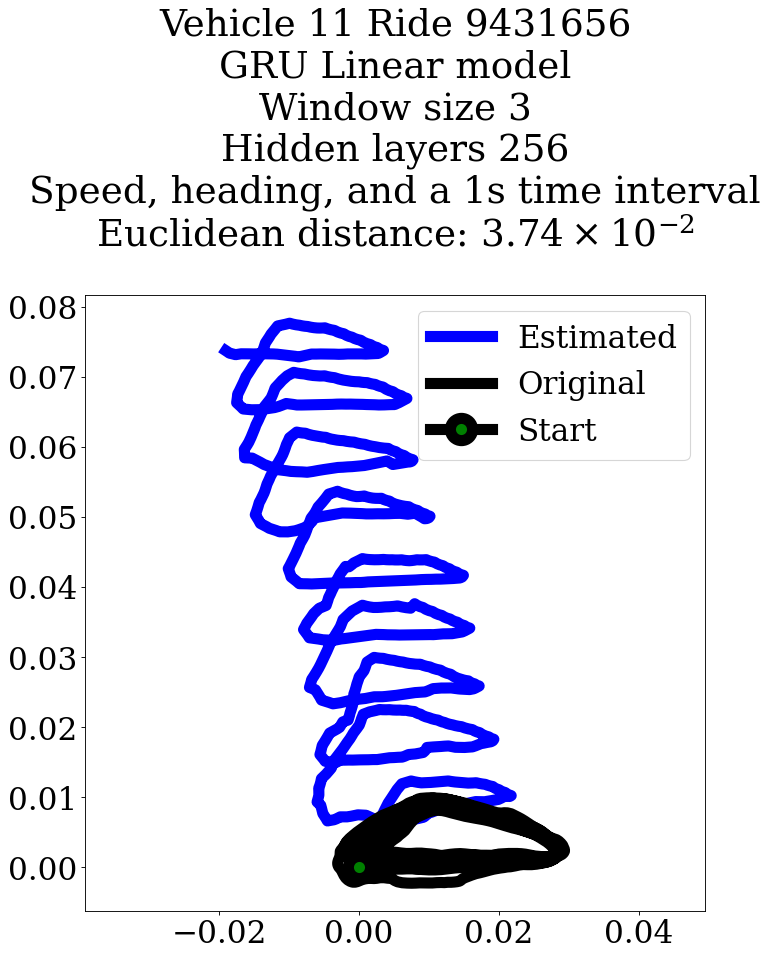 Vehicle 11 Ride 9431656
GRU Linear model
Window size 3
Hidden layers 256
Speed, heading, and a 1s time interval
Euclidean distance: 3.74 × 10⁻²
0.08
0.07
0.06
0.05
0.04
0.03
0.02
0.01
0.00
Estimated
Original
Start
−0.02
0.00
0.02
0.04